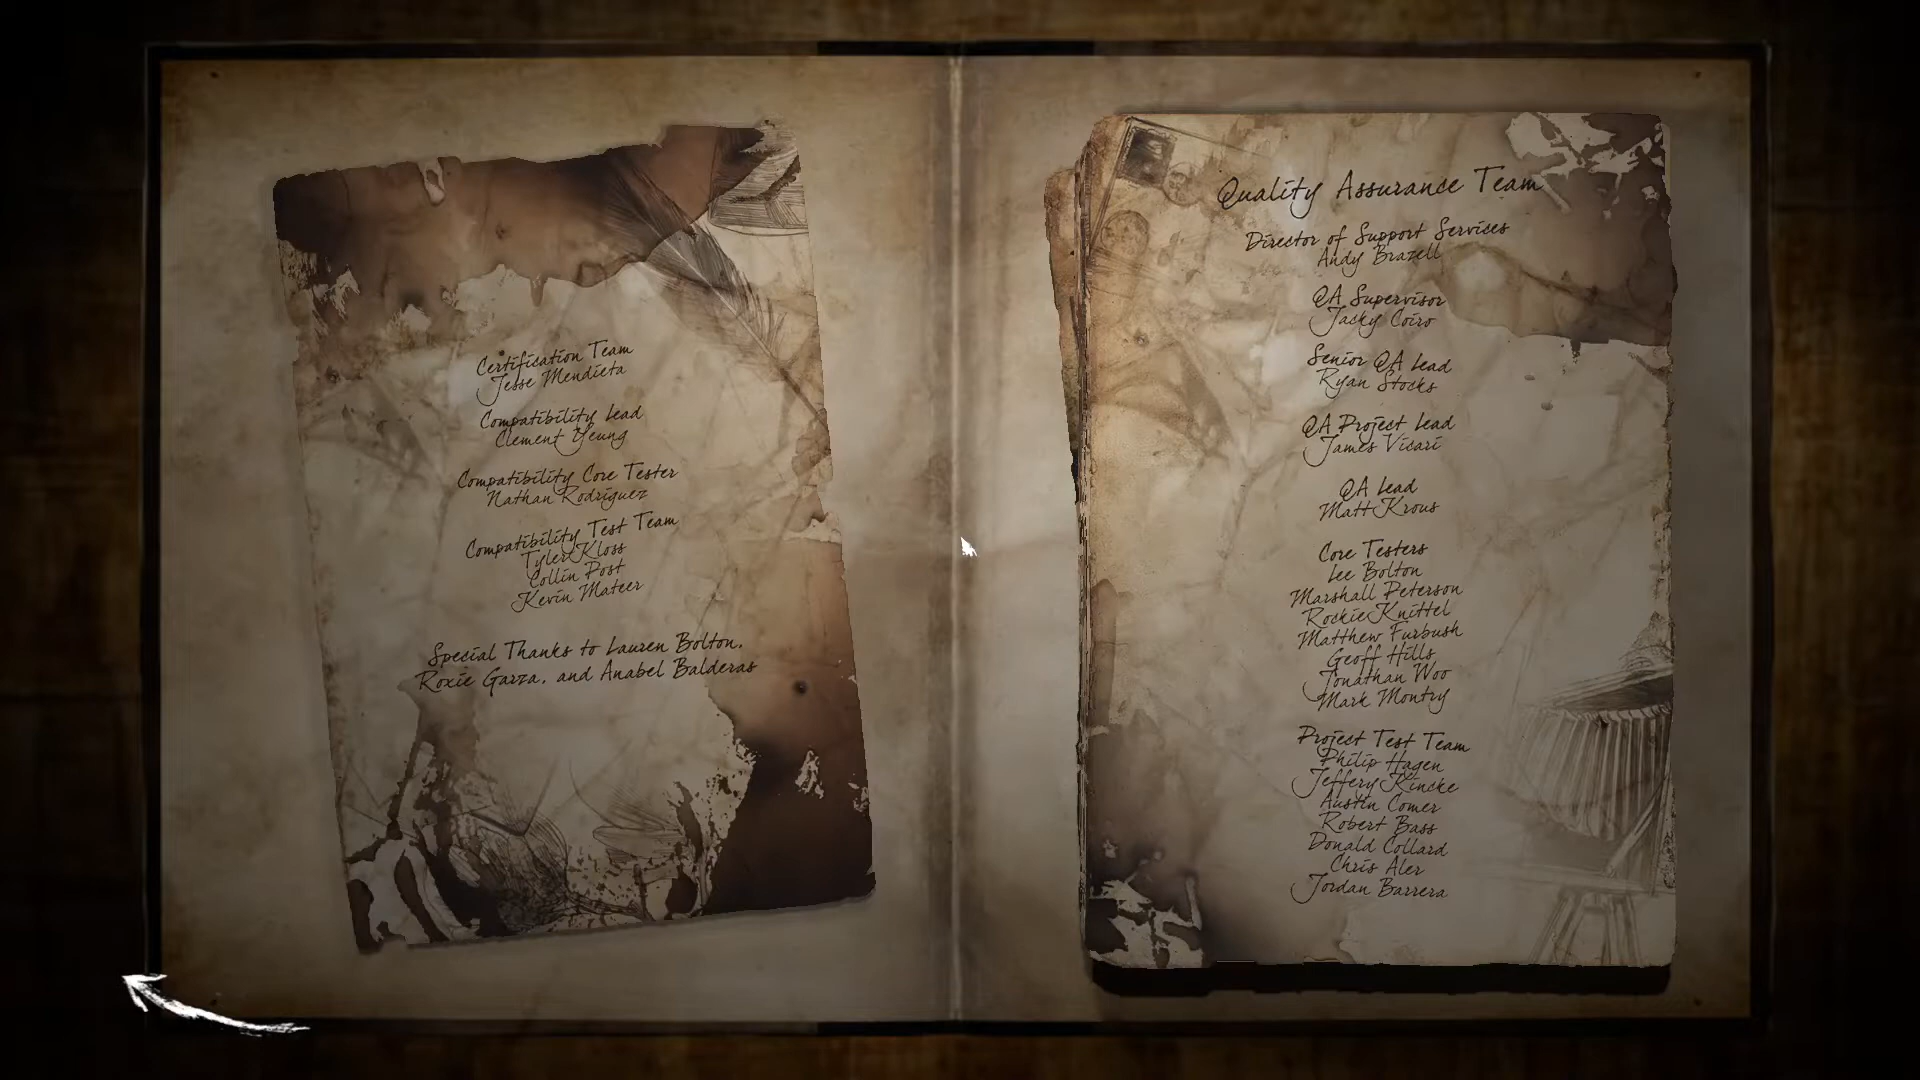 Certification Team
Jesse Mendieta
Compatibility Lead
Clement Yeung
Compatibility Core Tester
Nathan Rodriguez
Compatibility Test Team
Tyler Kloss
Collin Post
Kevin Mateer
Special Thanks to Lauren Bolton,
Roxie Garza, and Anabel Balderas
Quality Assurance Team
Director of Support Services
Andy Brazell
QA Supervisor
Jacky Coiro
Senior QA Lead
Ryan Stocks
QA Project Lead
James Vicari
QA Lead
Matt Krous
Core Testers
Lee Bolton
Marshall Peterson
Rockie Knittel
Matthew Furbush
Geoff Hills
Jonathan Woo
Mark Montry
Project Test Team
Philip Hagen
Jeffery Kincke
Austin Comer
Robert Bass
Donald Collard
Chris Aler
Jordan Barrera